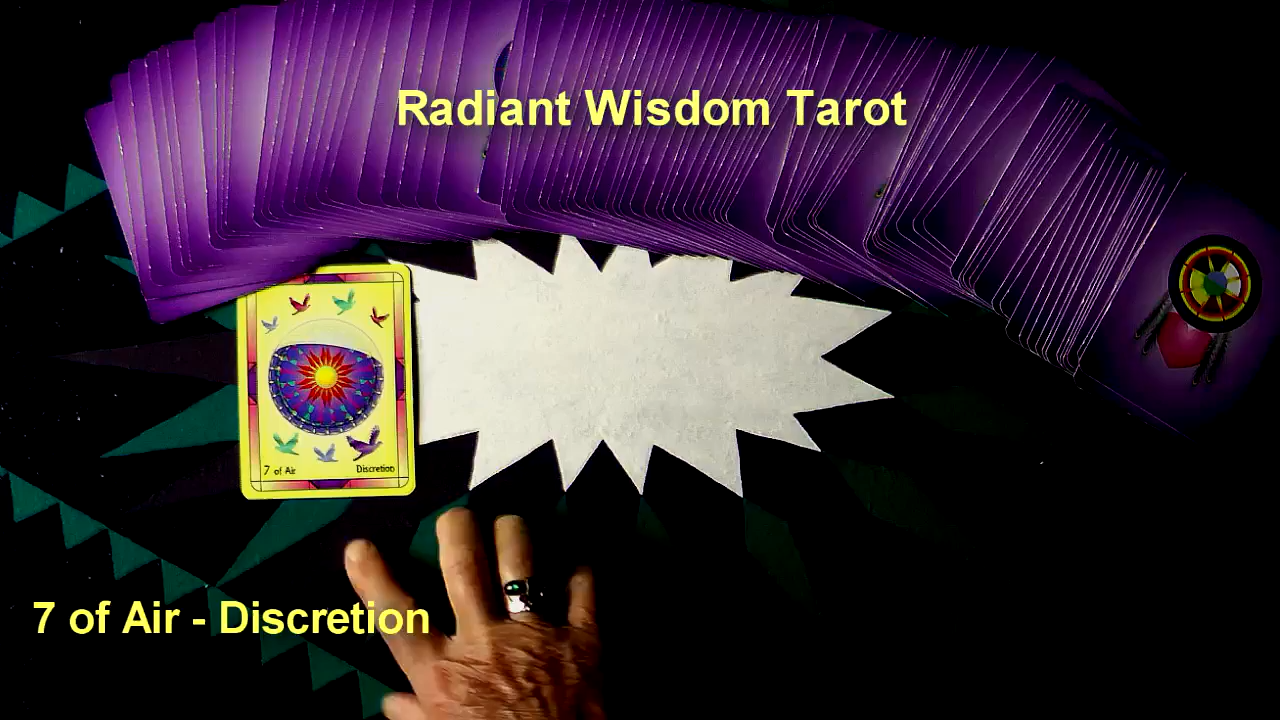 Radiant Wisdom Tarot
7 of Air
Discretion
7 of Air - Discretion